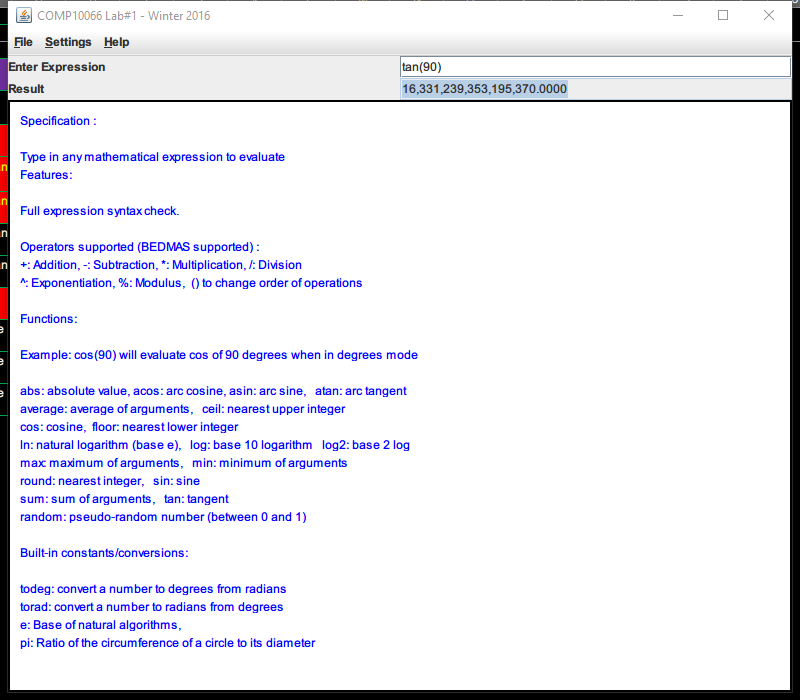 COMP10066 Lab#1 - Winter 2016
File Settings Help
Enter Expression tan(90)
Result 16,331,239,353,195,370.0000
Specification :
Type in any mathematical expression to evaluate
Features:
Full expression syntax check.
Operators supported (BEDMAS supported) :
+: Addition, -: Subtraction, *: Multiplication, /: Division
^: Exponentiation, %: Modulus, () to change order of operations
Functions:
Example: cos(90) will evaluate cos of 90 degrees when in degrees mode
abs: absolute value, acos: arc cosine, asin: arc sine, atan: arc tangent
average: average of arguments, ceil: nearest upper integer
cos: cosine, floor: nearest lower integer
ln: natural logarithm (base e), log: base 10 logarithm log2: base 2 log
max: maximum of arguments, min: minimum of arguments
round: nearest integer, sin: sine
sum: sum of arguments, tan: tangent
random: pseudo-random number (between 0 and 1)
Built-in constants/conversions:
todeg: convert a number to degrees from radians
torad: convert a number to radians from degrees
e: Base of natural algorithms,
pi: Ratio of the circumference of a circle to its diameter